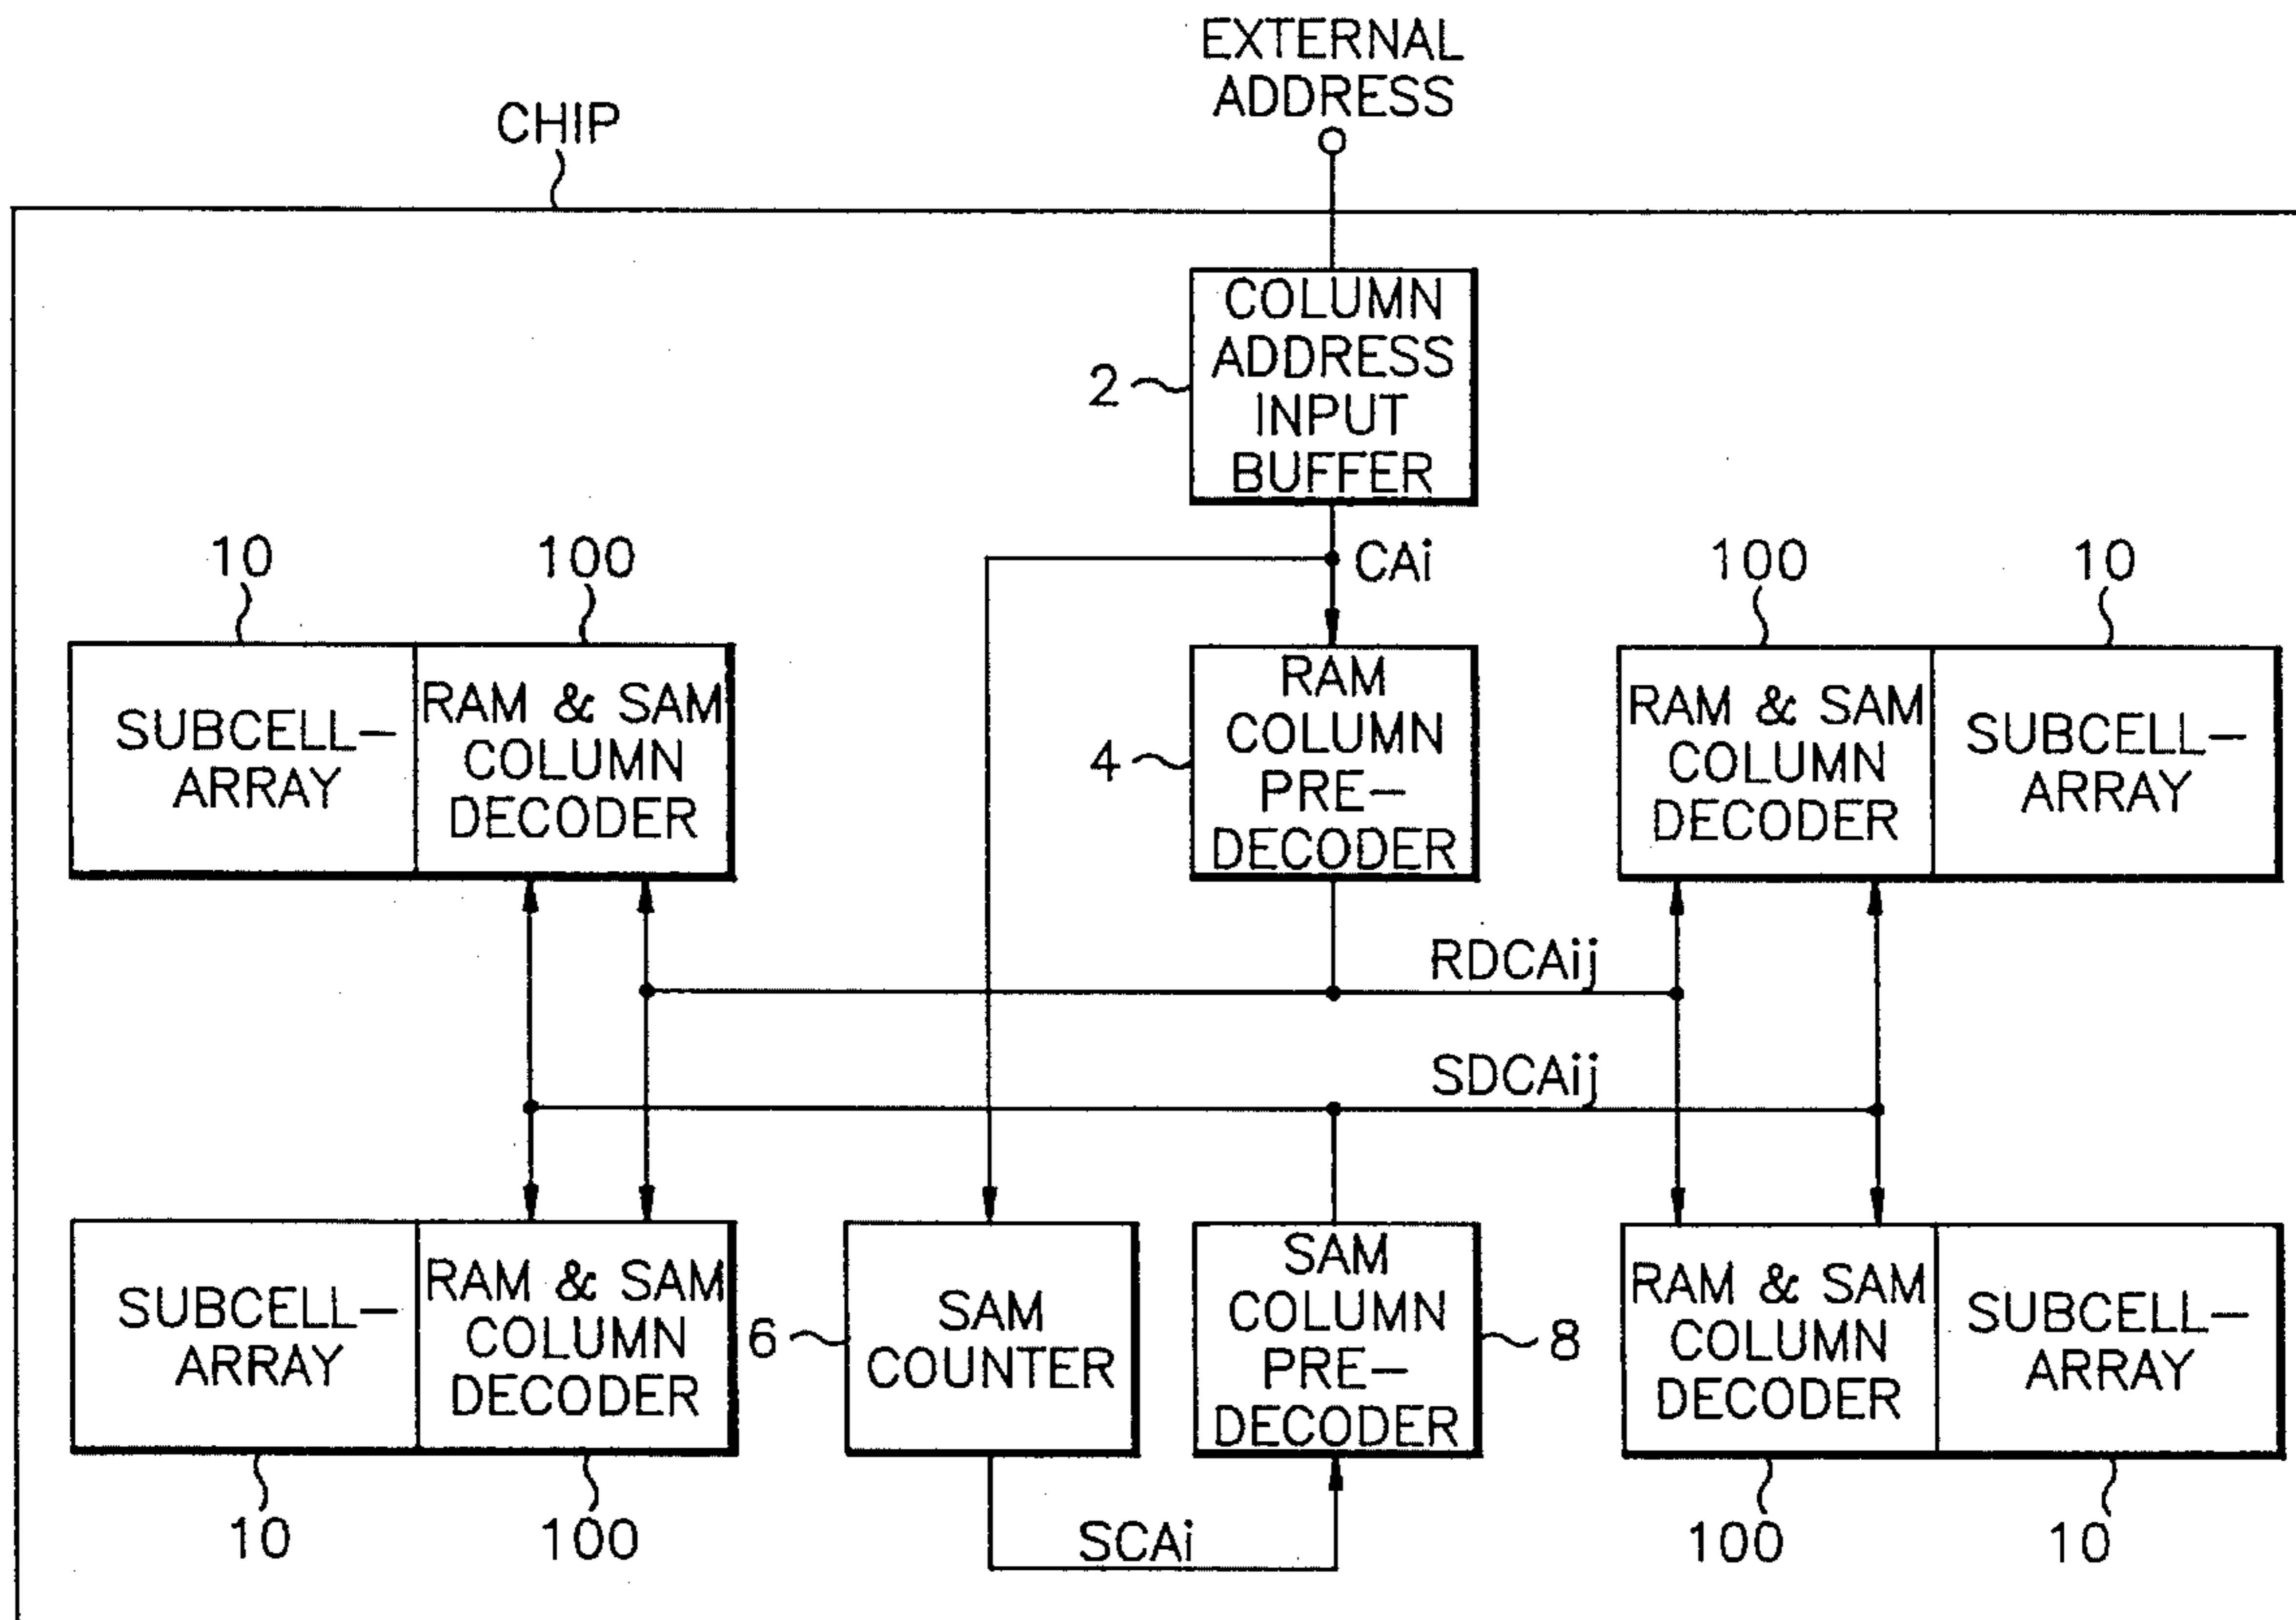 EXTERNAL
ADDRESS
CHIP
COLUMN
ADDRESS
INPUT
BUFFER
2
CAi
10
100
100
10
SUBCELL-
ARRAY
RAM & SAM
COLUMN
DECODER
RAM
COLUMN
PRE-
DECODER
4
RAM & SAM
COLUMN
DECODER
SUBCELL-
ARRAY
RDCAij
SDCAij
SUBCELL-
ARRAY
RAM & SAM
COLUMN
DECODER
6
SAM
COUNTER
SAM
COLUMN
PRE-
DECODER
8
RAM & SAM
COLUMN
DECODER
SUBCELL-
ARRAY
10
100
SCAi
100
10